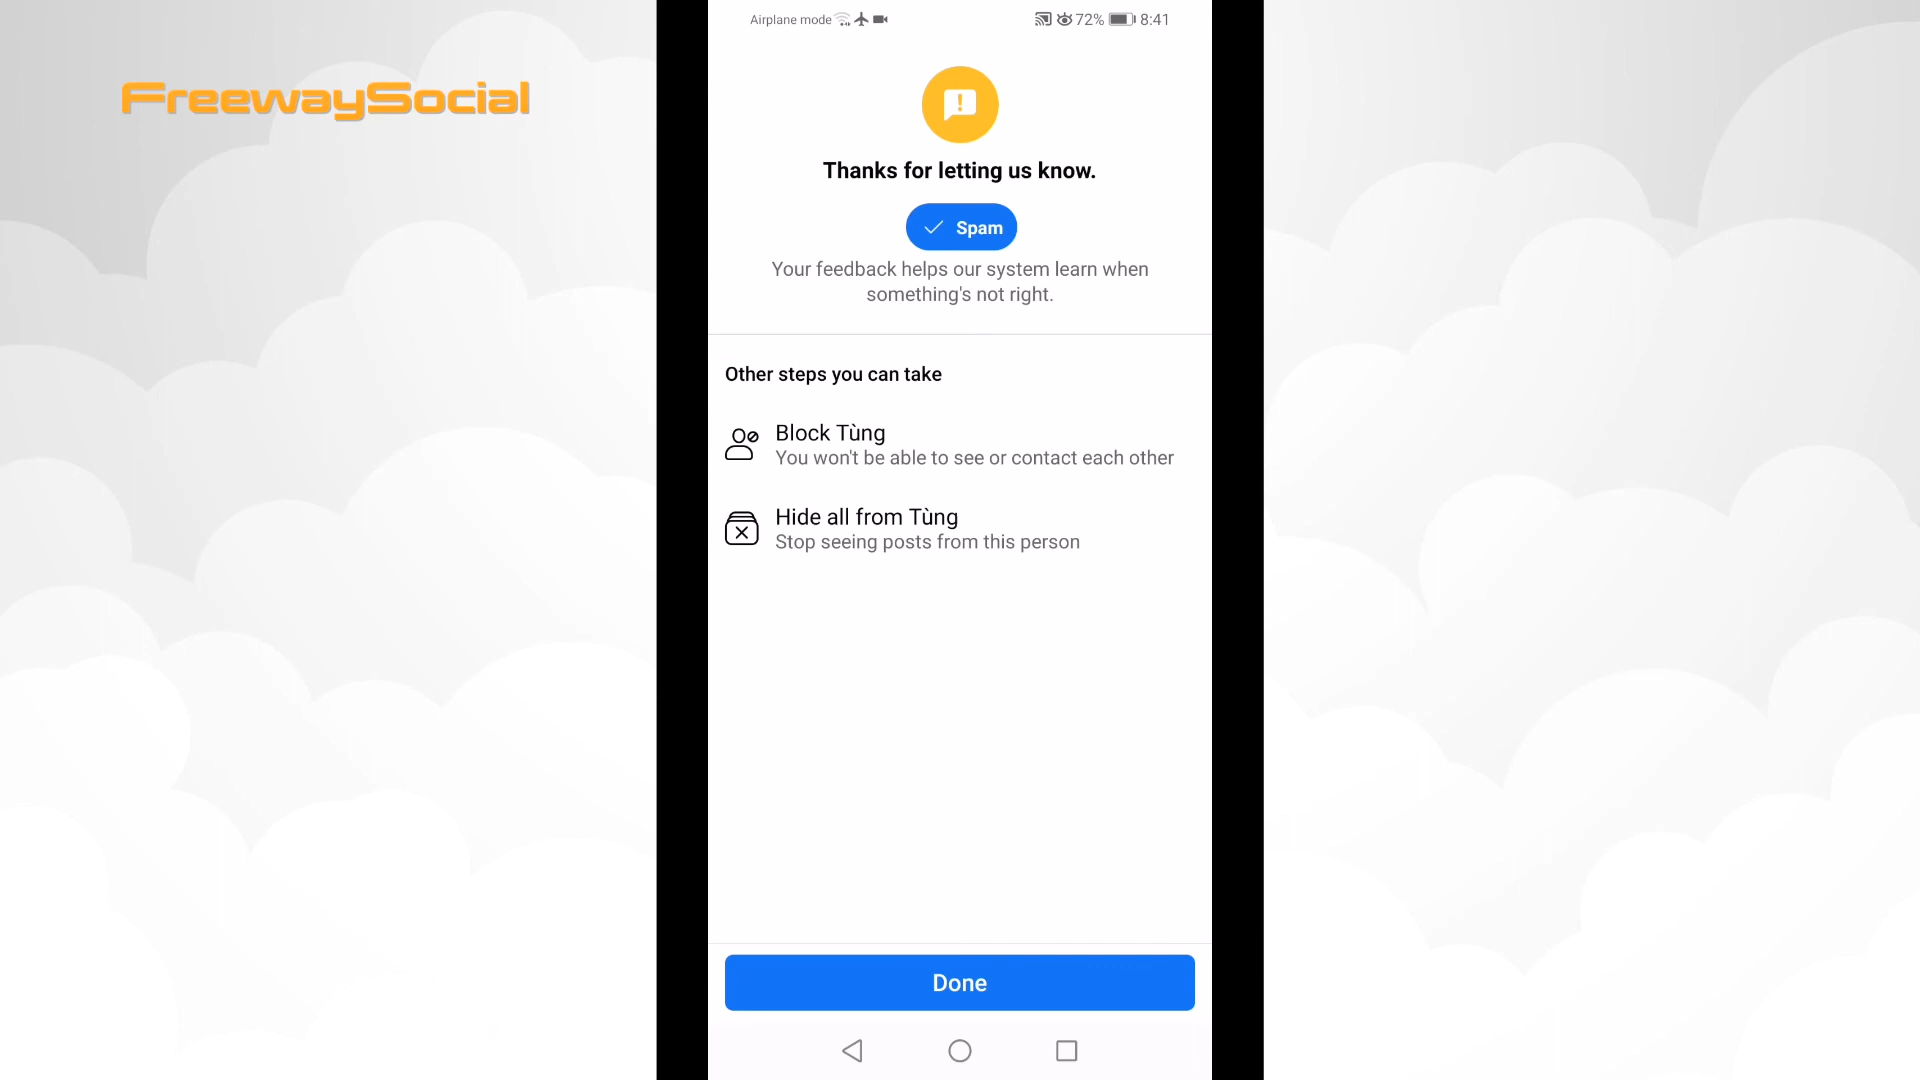 FreewaySocial
Airplane mode
72% 8:41
Thanks for letting us know.
Spam
Your feedback helps our system learn when
something's not right.
Other steps you can take
Block Tùng
You won't be able to see or contact each other
Hide all from Tùng
Stop seeing posts from this person
Done